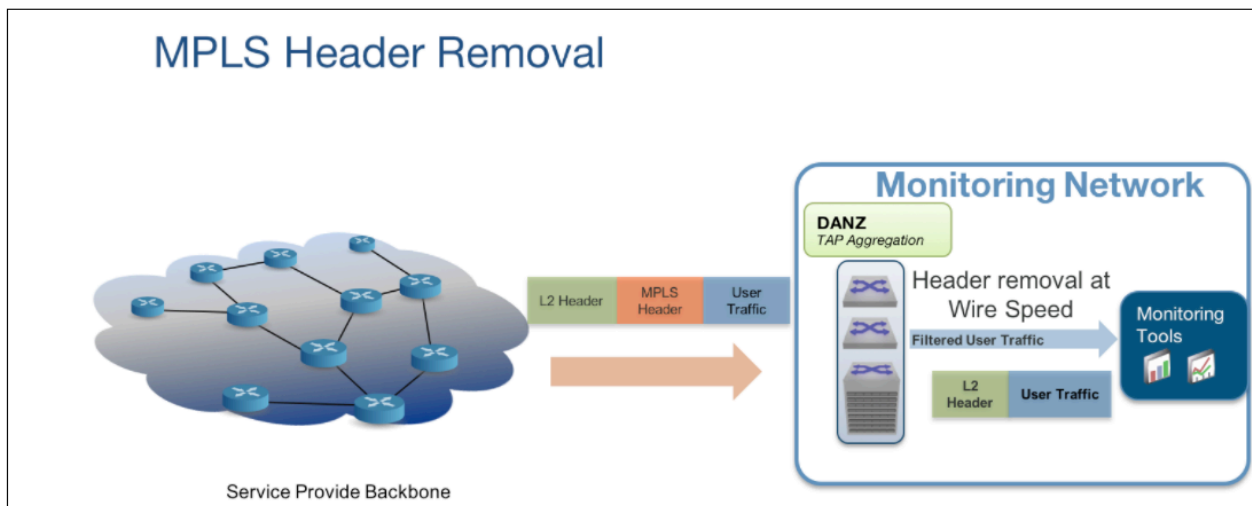 MPLS Header Removal
Monitoring Network
DANZ
TAP Aggregation
L2 Header
MPLS
Header
User
Traffic
Header removal at
Wire Speed
Filtered User Traffic
Monitoring
Tools
L2
Header
User Traffic
Service Provide Backbone